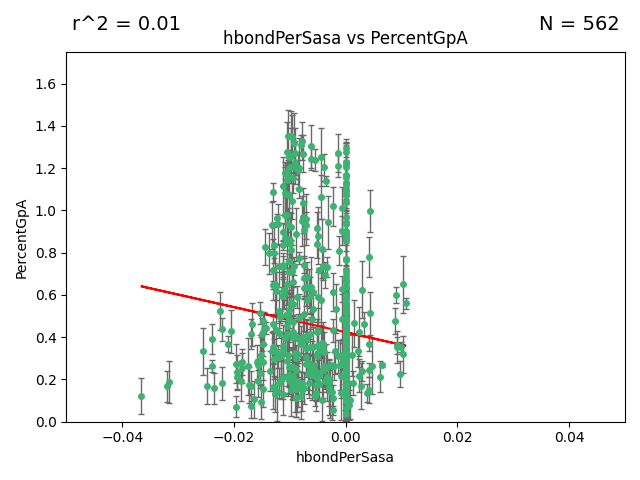 r^2 = 0.01
N = 562
hbondPerSasa vs PercentGpA
PercentGpA
1.6
1.4
1.2
1.0
0.8
0.6
0.4
0.2
0.0
−0.04
−0.02
0.00
0.02
0.04
hbondPerSasa